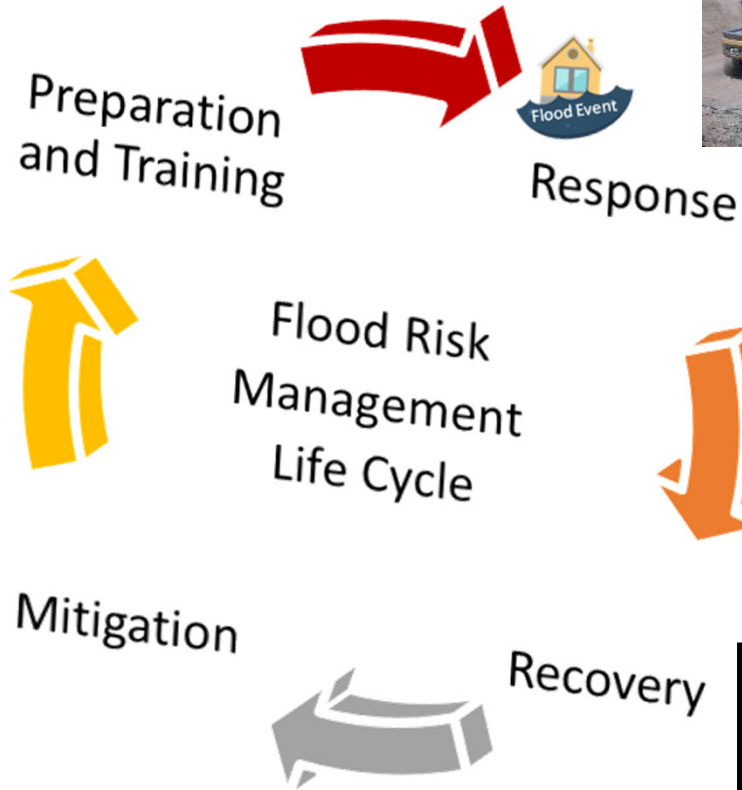 Preparation
and Training
Flood Event
Response
Flood Risk
Management
Life Cycle
Mitigation
Recovery